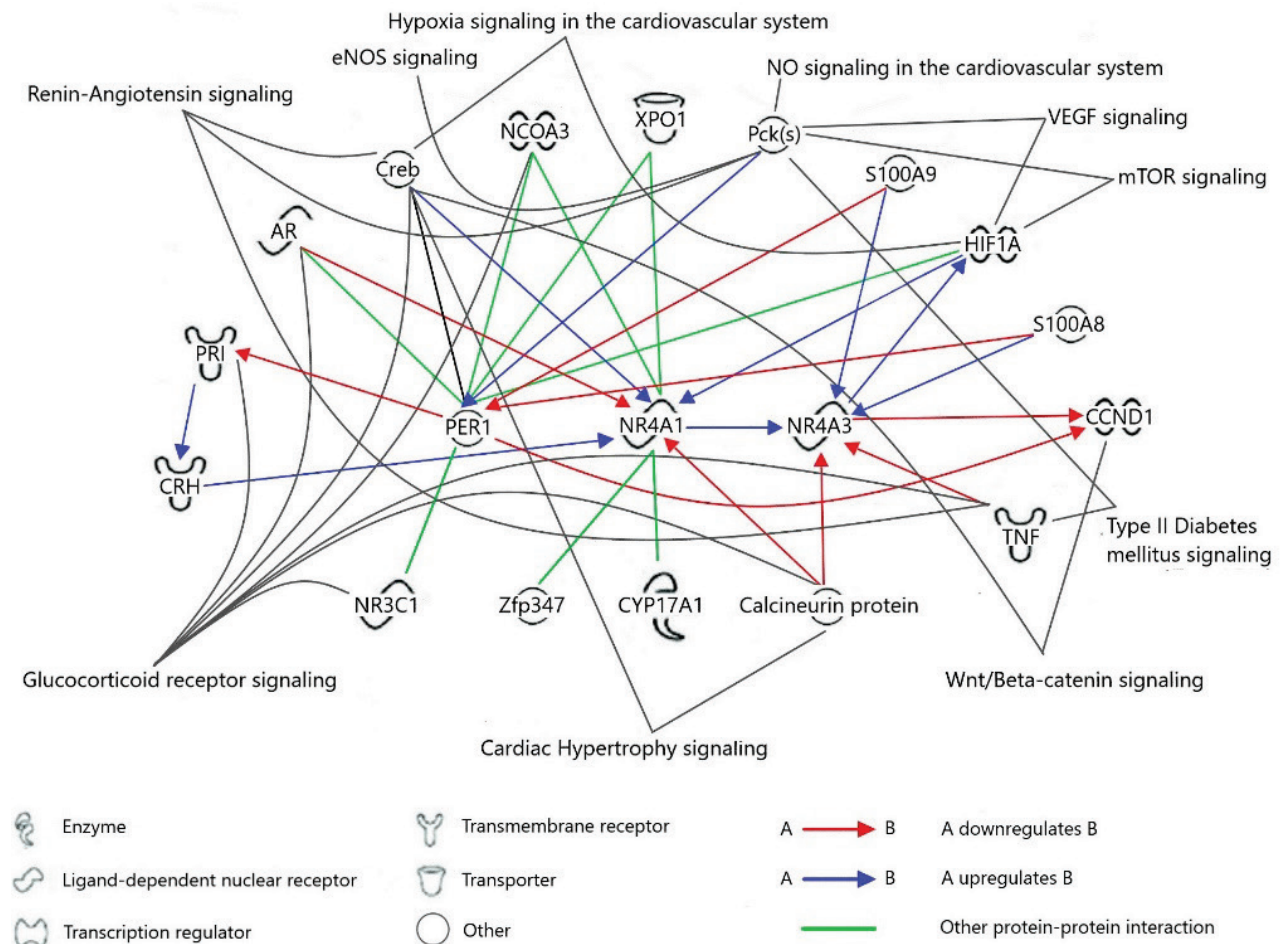 Hypoxia signaling in the cardiovascular system
eNOS signaling
NO signaling in the cardiovascular system
Renin-Angiotensin signaling
VEGF signaling
NCOA3
XPO1
Pck(s)
Creb
S100A9
mTOR signaling
AR
HIF1A
PRI
S100A8
PER1
NR4A1
NR4A3
CCND1
CRH
TNF
Type II Diabetes
mellitus signaling
NR3C1
Zfp347
CYP17A1
Calcineurin protein
Glucocorticoid receptor signaling
Wnt/Beta-catenin signaling
Cardiac Hypertrophy signaling
Enzyme
Transmembrane receptor
A B A downregulates B
Ligand-dependent nuclear receptor
Transporter
A B A upregulates B
Transcription regulator
Other
Other protein-protein interaction